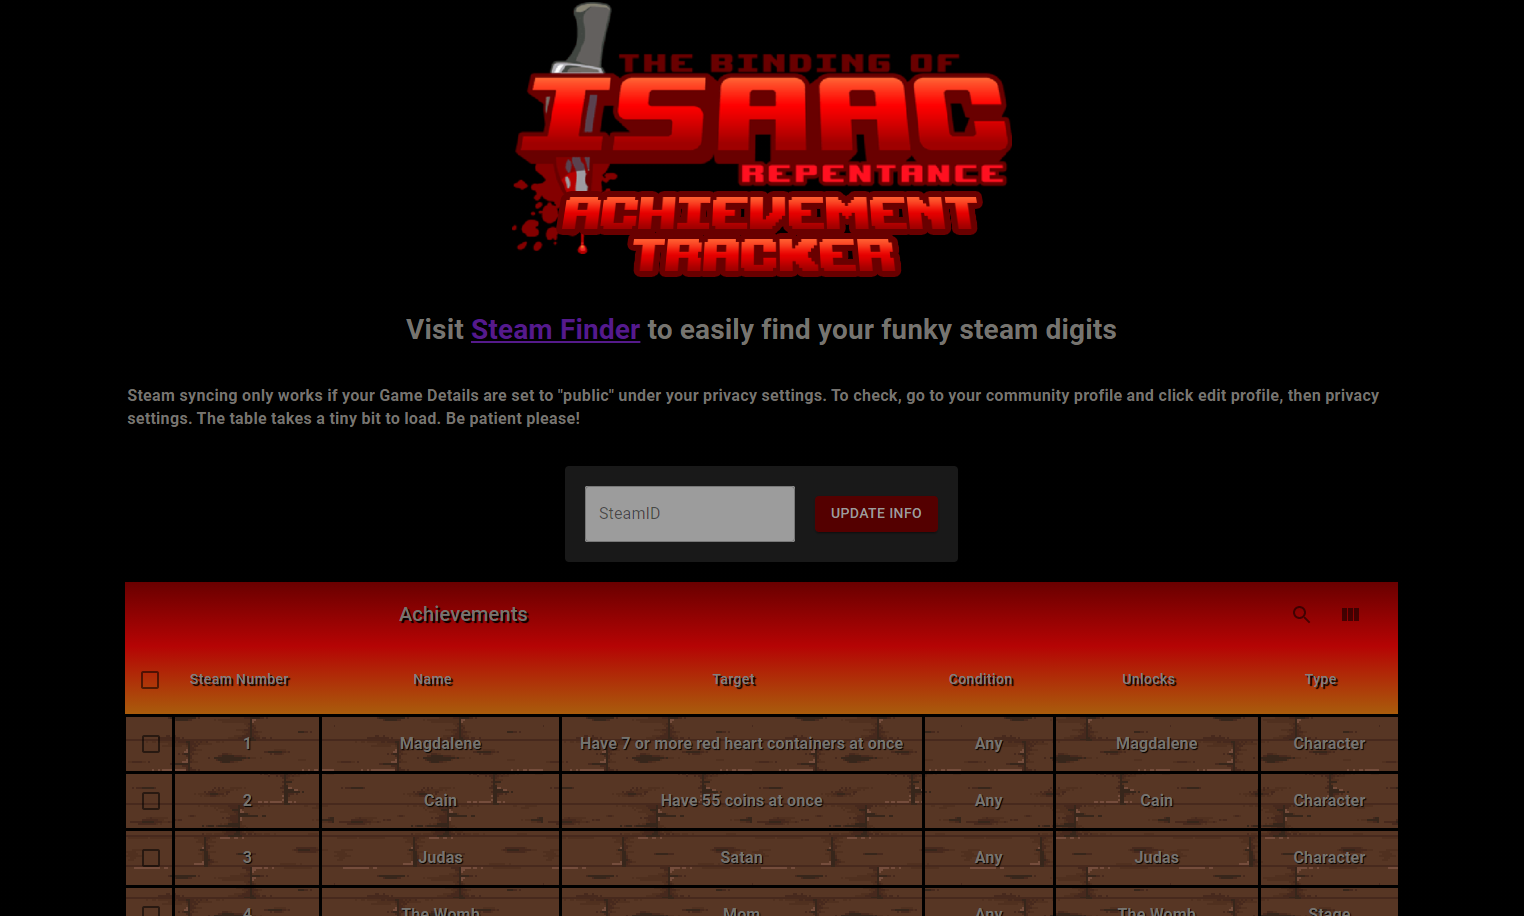 THE BINDING OF
ISAAC
REPENTANCE
ACHIEVEMENT
TRACKER
Visit Steam Finder to easily find your funky steam digits
Steam syncing only works if your Game Details are set to "public" under your privacy settings. To check, go to your community profile and click edit profile, then privacy
settings. The table takes a tiny bit to load. Be patient please!
SteamID UPDATE INFO
Achievements
Steam Number Name Target Condition Unlocks Type
1 Magdalene Have 7 or more red heart containers at once Any Magdalene Character
2 Cain Have 55 coins at once Any Cain Character
3 Judas Satan Any Judas Character
4 The Womb Mom Any The Womb Stage